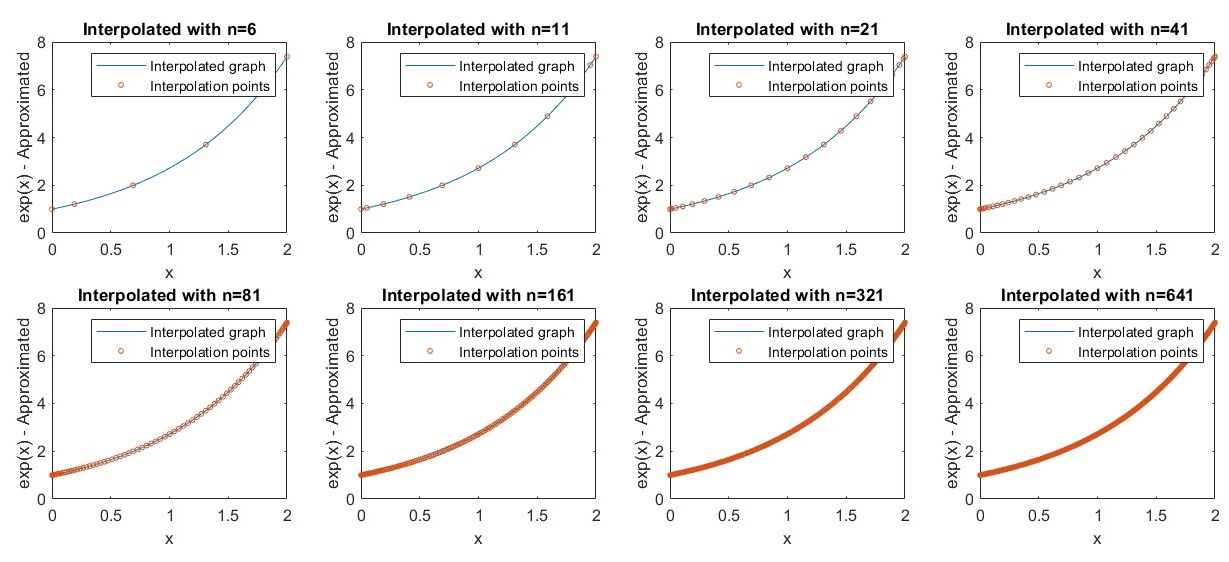 Interpolated with n=6
exp(x) - Approximated
8
6
4
2
0
Interpolated graph
Interpolation points
0 0.5 1 1.5 2
x
Interpolated with n=11
exp(x) - Approximated
8
6
4
2
0
Interpolated graph
Interpolation points
0 0.5 1 1.5 2
x
Interpolated with n=21
exp(x) - Approximated
8
6
4
2
0
Interpolated graph
Interpolation points
0 0.5 1 1.5 2
x
Interpolated with n=41
exp(x) - Approximated
8
6
4
2
0
Interpolated graph
Interpolation points
0 0.5 1 1.5 2
x
Interpolated with n=81
exp(x) - Approximated
8
6
4
2
0
Interpolated graph
Interpolation points
0 0.5 1 1.5 2
x
Interpolated with n=161
exp(x) - Approximated
8
6
4
2
0
Interpolated graph
Interpolation points
0 0.5 1 1.5 2
x
Interpolated with n=321
exp(x) - Approximated
8
6
4
2
0
Interpolated graph
Interpolation points
0 0.5 1 1.5 2
x
Interpolated with n=641
exp(x) - Approximated
8
6
4
2
0
Interpolated graph
Interpolation points
0 0.5 1 1.5 2
x